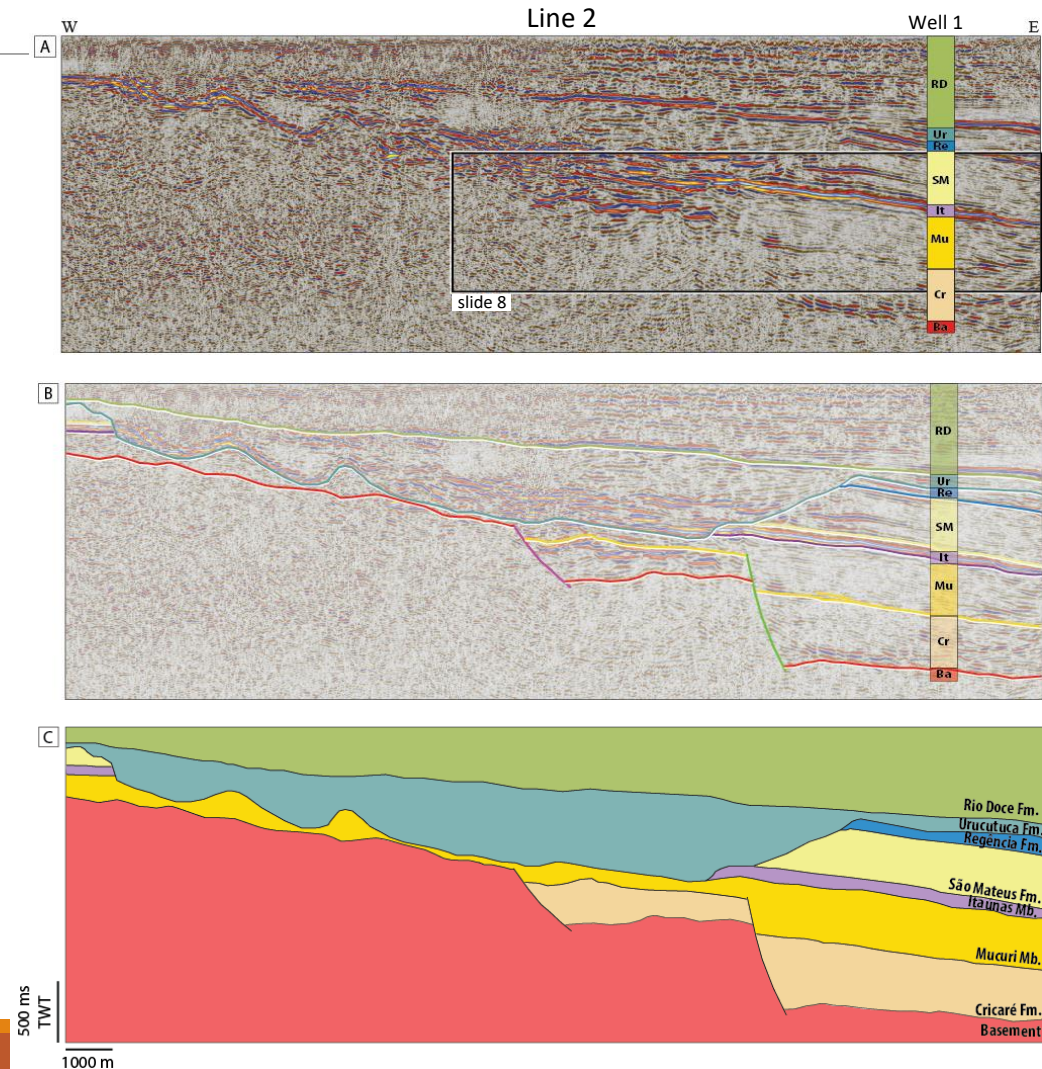 Line 2
W
Well 1
E
A
RD
Ur
Re
SM
It
Mu
Cr
Ba
slide 8
B
RD
Ur
Re
SM
It
Mu
Cr
Ba
C
Rio Doce Fm.
Urucutuca Fm.
Regência Fm.
São Mateus Fm.
Itaunas Mb.
Mucuri Mb.
Cricaré Fm.
Basement
500 ms
TWT
1000 m